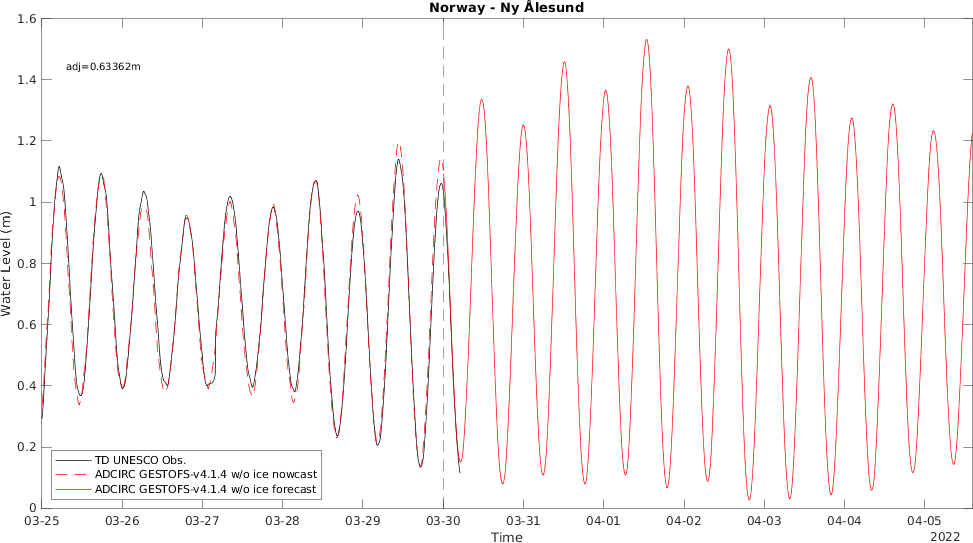 Norway - Ny Ålesund
1.6
adj=0.63362m
1.4
1.2
1
Water Level (m)
0.8
0.6
0.4
0.2
0
TD UNESCO Obs.
ADCIRC GESTOFS-v4.1.4 w/o ice nowcast
ADCIRC GESTOFS-v4.1.4 w/o ice forecast
03-25 03-26 03-27 03-28 03-29 03-30 03-31 04-01 04-02 04-03 04-04 04-05
Time
2022